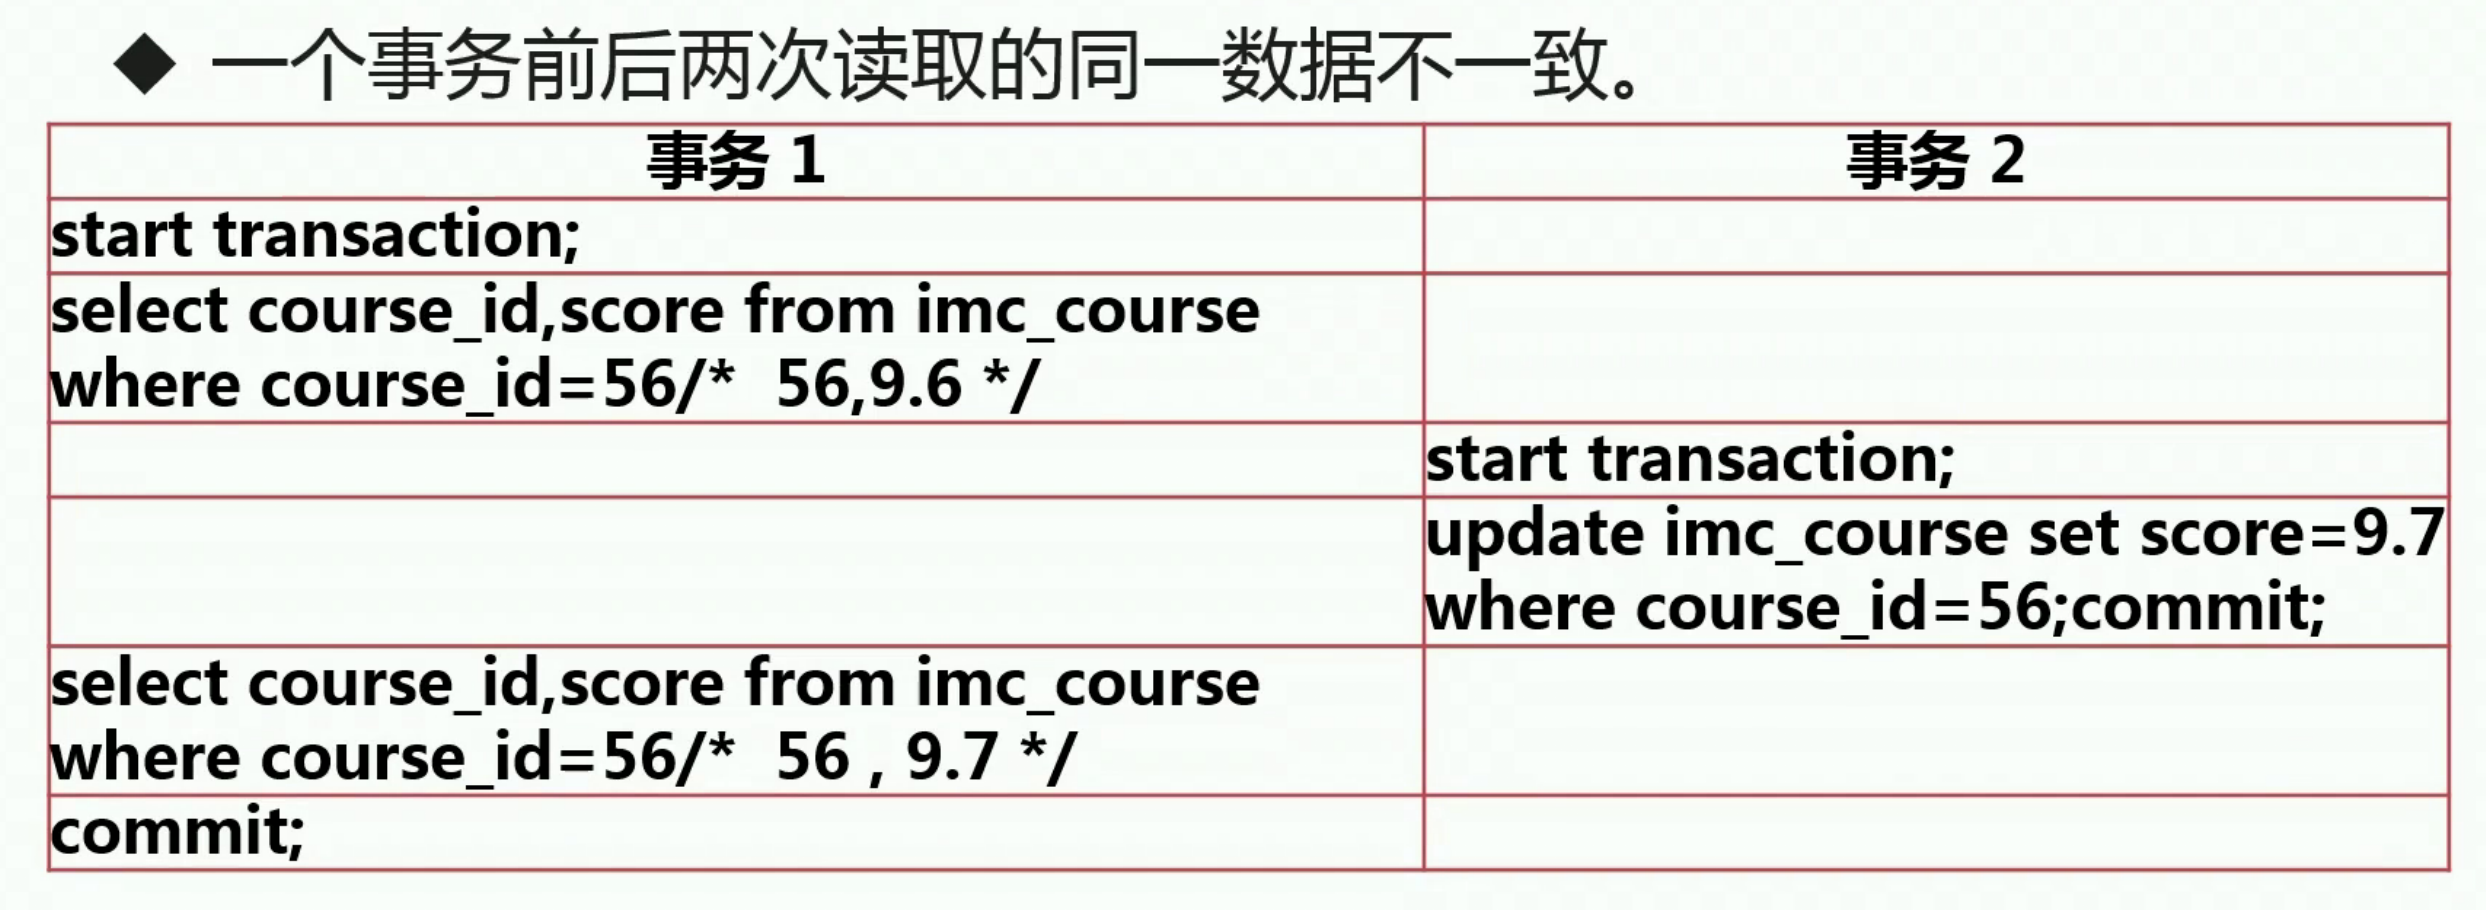 ◆ 一个事务前后两次读取的同一数据不一致。
事务 1 事务 2
start transaction;
select course_id,score from imc_course
where course_id=56/*  56,9.6 */
start transaction;
update imc_course set score=9.7
where course_id=56;commit;
select course_id,score from imc_course
where course_id=56/*  56 , 9.7 */
commit;